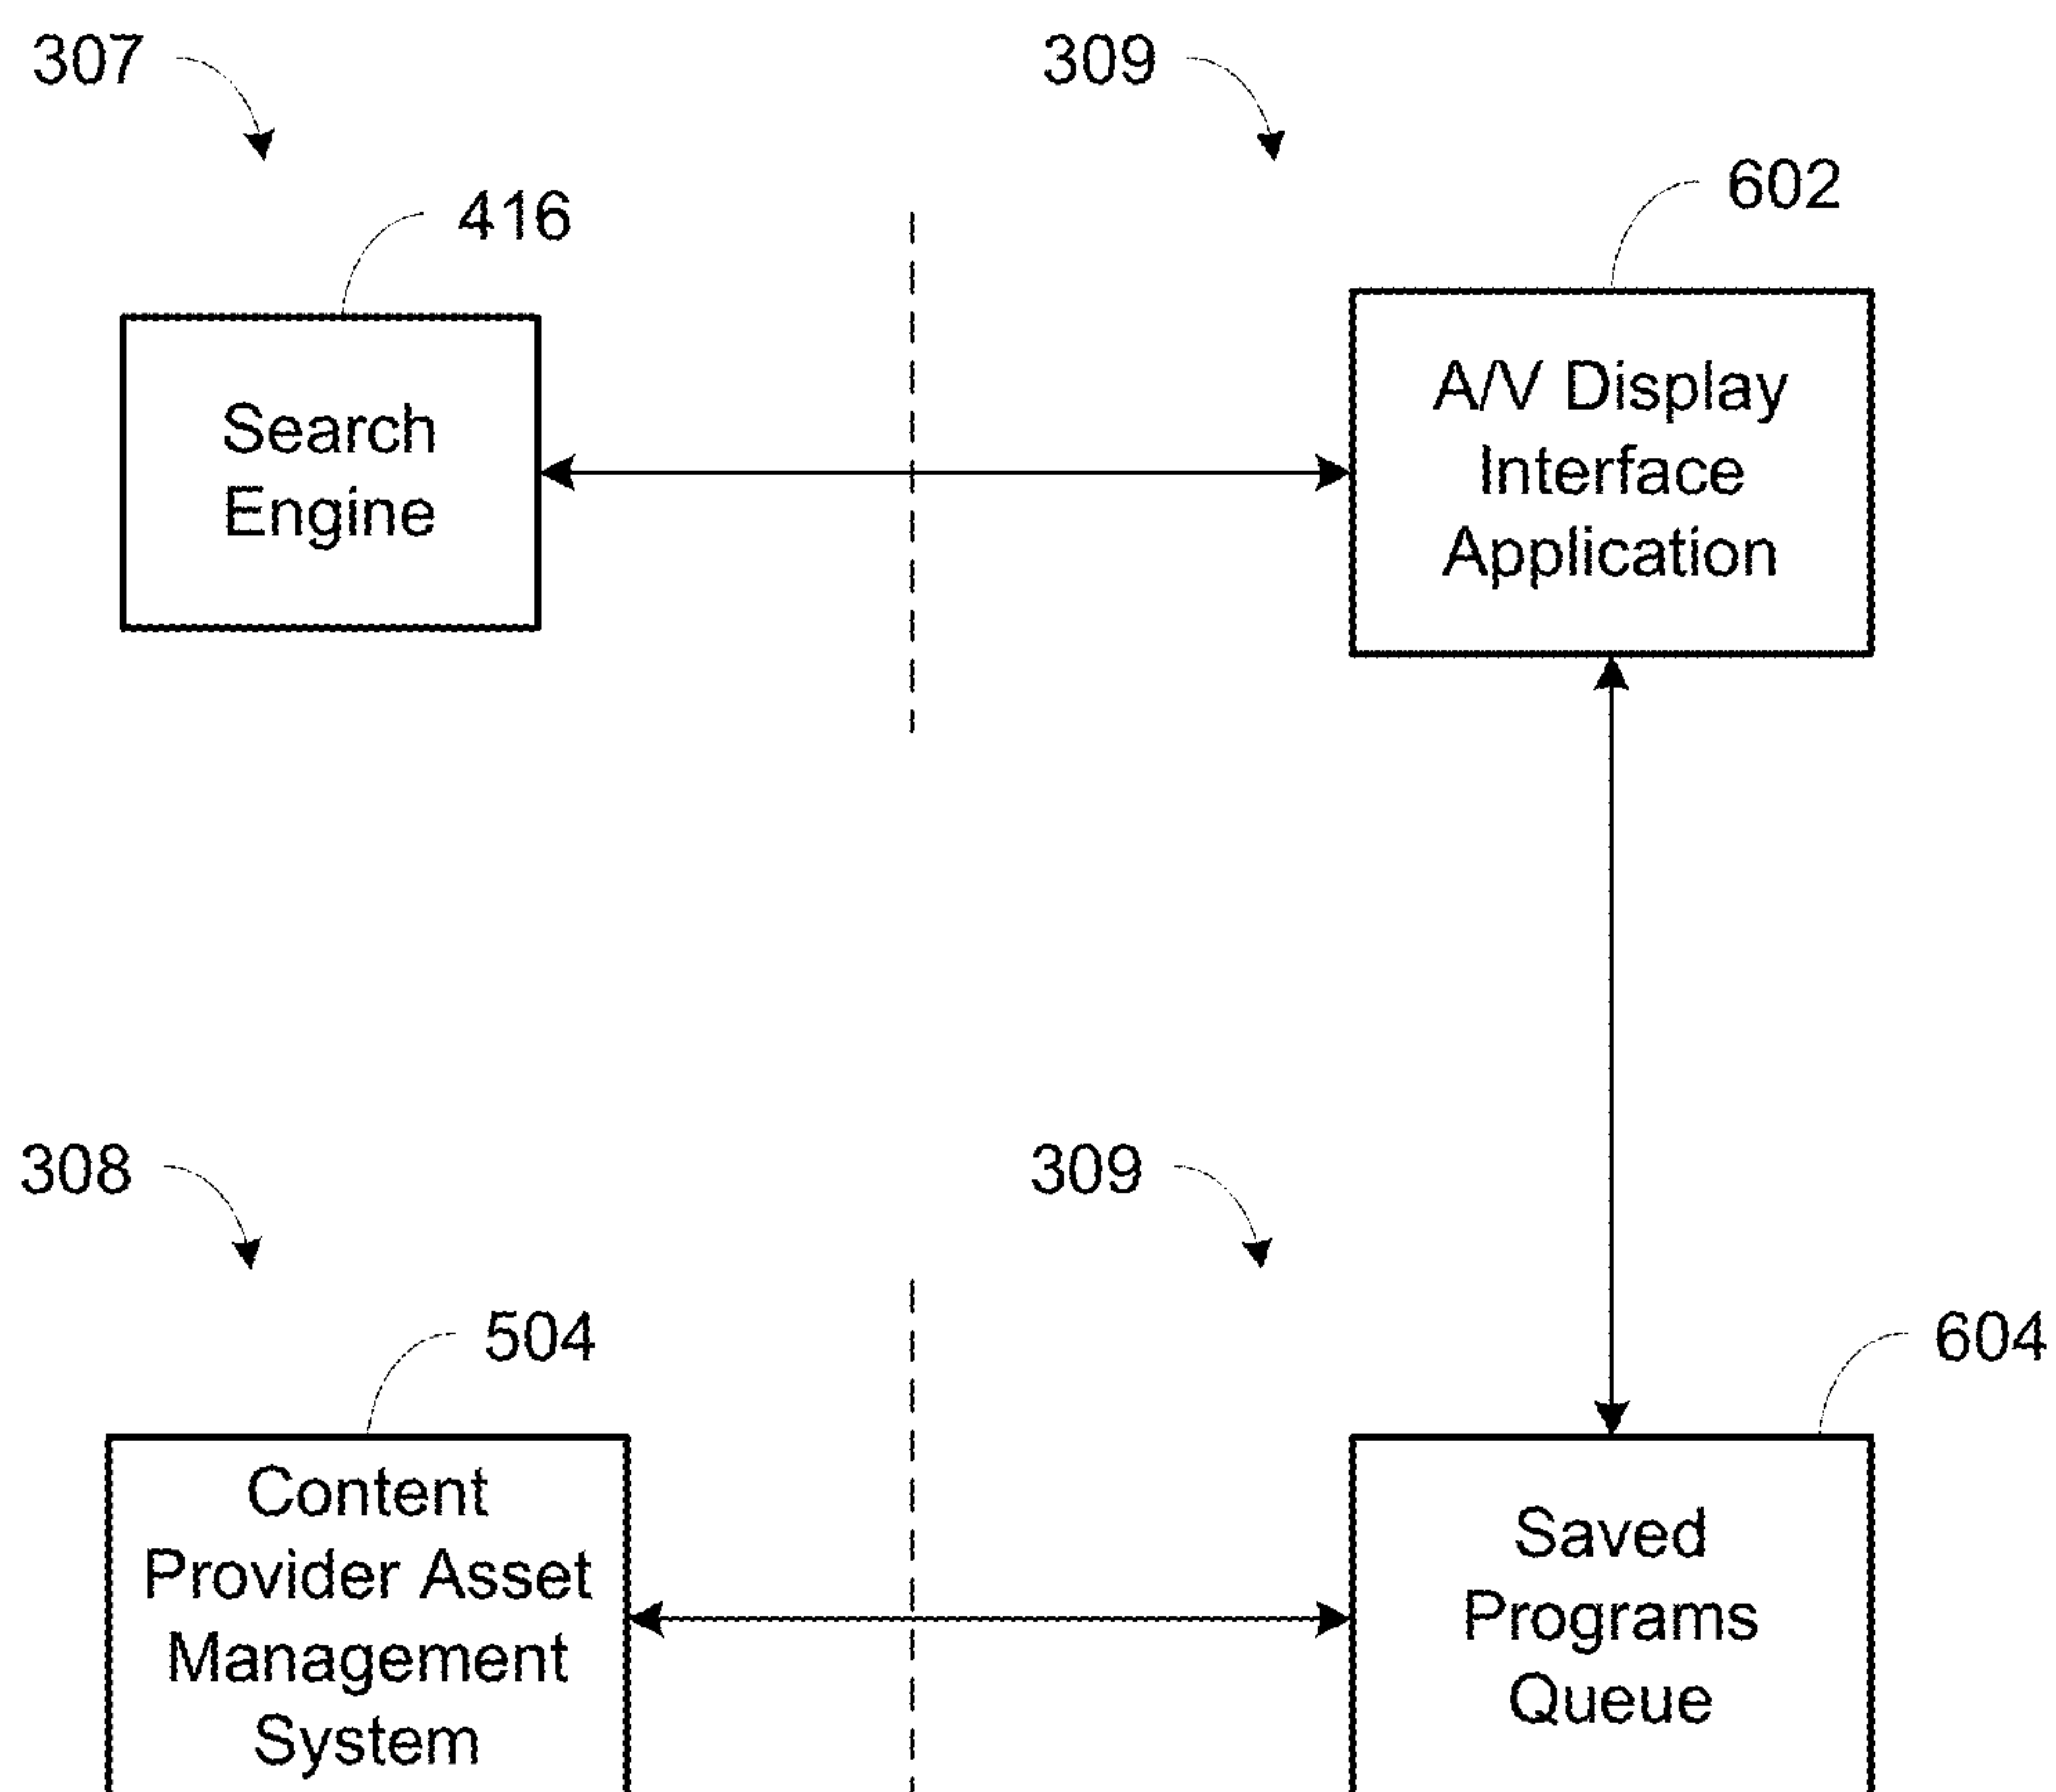 307
309
416
602
Search
Engine
A/V Display
Interface
Application
308
309
504
604
Content
Provider Asset
Management
System
Saved
Programs
Queue